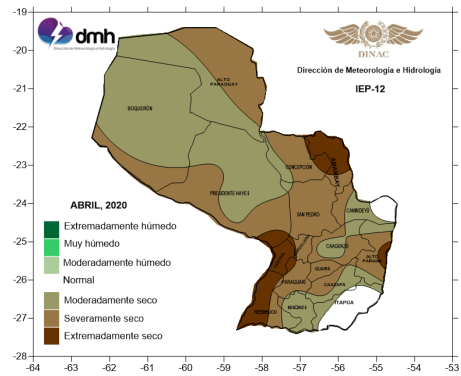 dmh
Dirección de Meteorología e Hidrología
DINAC
Dirección de Meteorología e Hidrología
IEP-12
ALTO
PARAGUAY
BOQUERÓN
CONCEPCIÓN
AMAMBAY
PRESIDENTE HAYES
SAN PEDRO
CANINDEYÚ
CAAGUAZÚ
ALTO
PARANÁ
GUAIRÁ
PARAGUARÍ
CAAZAPÁ
ÑEEMBUCÚ
MISIONES
ITAPÚA
ABRIL, 2020
Extremadamente húmedo
Muy húmedo
Moderadamente húmedo
Normal
Moderadamente seco
Severamente seco
Extremadamente seco
-19
-20
-21
-22
-23
-24
-25
-26
-27
-28
-64 -63 -62 -61 -60 -59 -58 -57 -56 -55 -54 -53